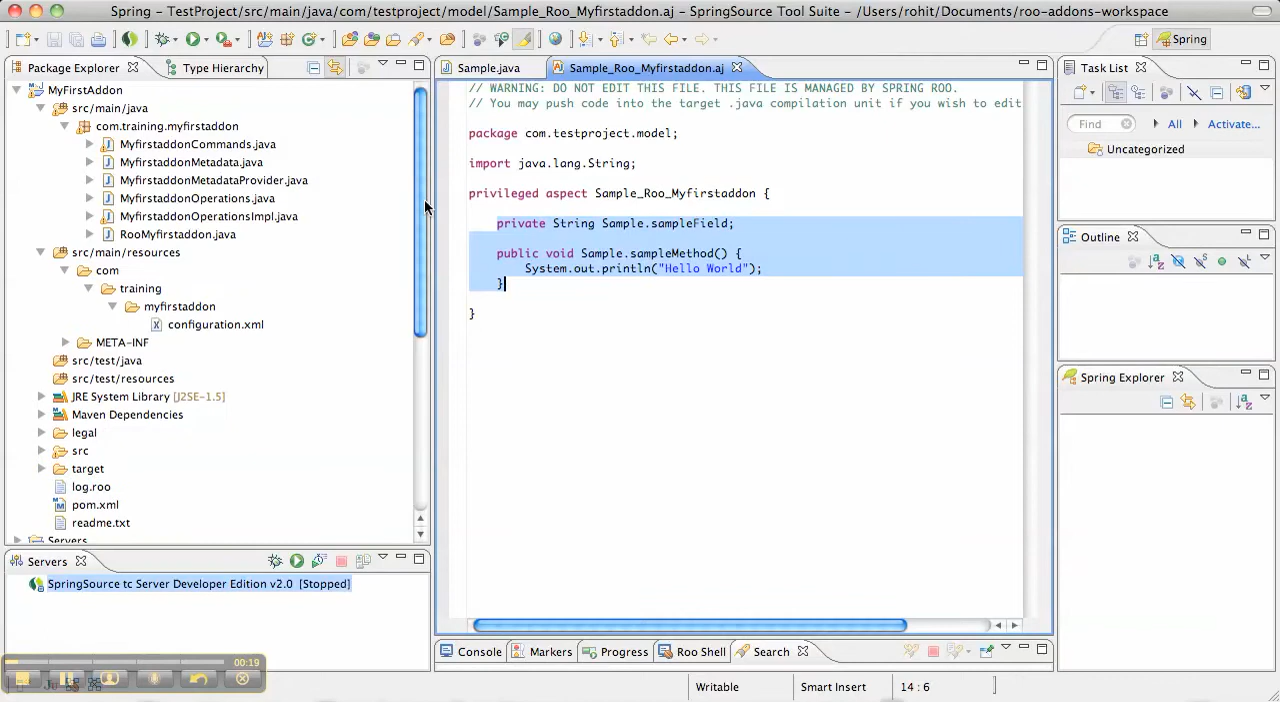 Spring - TestProject/src/main/java/com/testproject/model/Sample_Roo_Myfirstaddon.aj - SpringSource Tool Suite - /Users/rohit/Documents/roo-addons-workspace
Spring
Package Explorer
Type Hierarchy
MyFirstAddon
src/main/java
com.training.myfirstaddon
MyfirstaddonCommands.java
MyfirstaddonMetadata.java
MyfirstaddonMetadataProvider.java
MyfirstaddonOperations.java
MyfirstaddonOperationsImpl.java
RooMyfirstaddon.java
src/main/resources
com
training
myfirstaddon
configuration.xml
META-INF
src/test/java
src/test/resources
JRE System Library [J2SE-1.5]
Maven Dependencies
legal
src
target
log.roo
pom.xml
readme.txt
Servers
Servers
SpringSource tc Server Developer Edition v2.0 [Stopped]
00:19
Sample.java
Sample_Roo_Myfirstaddon.aj
// WARNING: DO NOT EDIT THIS FILE. THIS FILE IS MANAGED BY SPRING ROO.
// You may push code into the target .java compilation unit if you wish to edit
package com.testproject.model;
import java.lang.String;
privileged aspect Sample_Roo_Myfirstaddon {
private String Sample.sampleField;
public void Sample.sampleMethod() {
System.out.println("Hello World");
}
}
Console
Markers
Progress
Roo Shell
Search
Task List
Find
All
Activate...
Uncategorized
Outline
Spring Explorer
Writable
Smart Insert
14 : 6